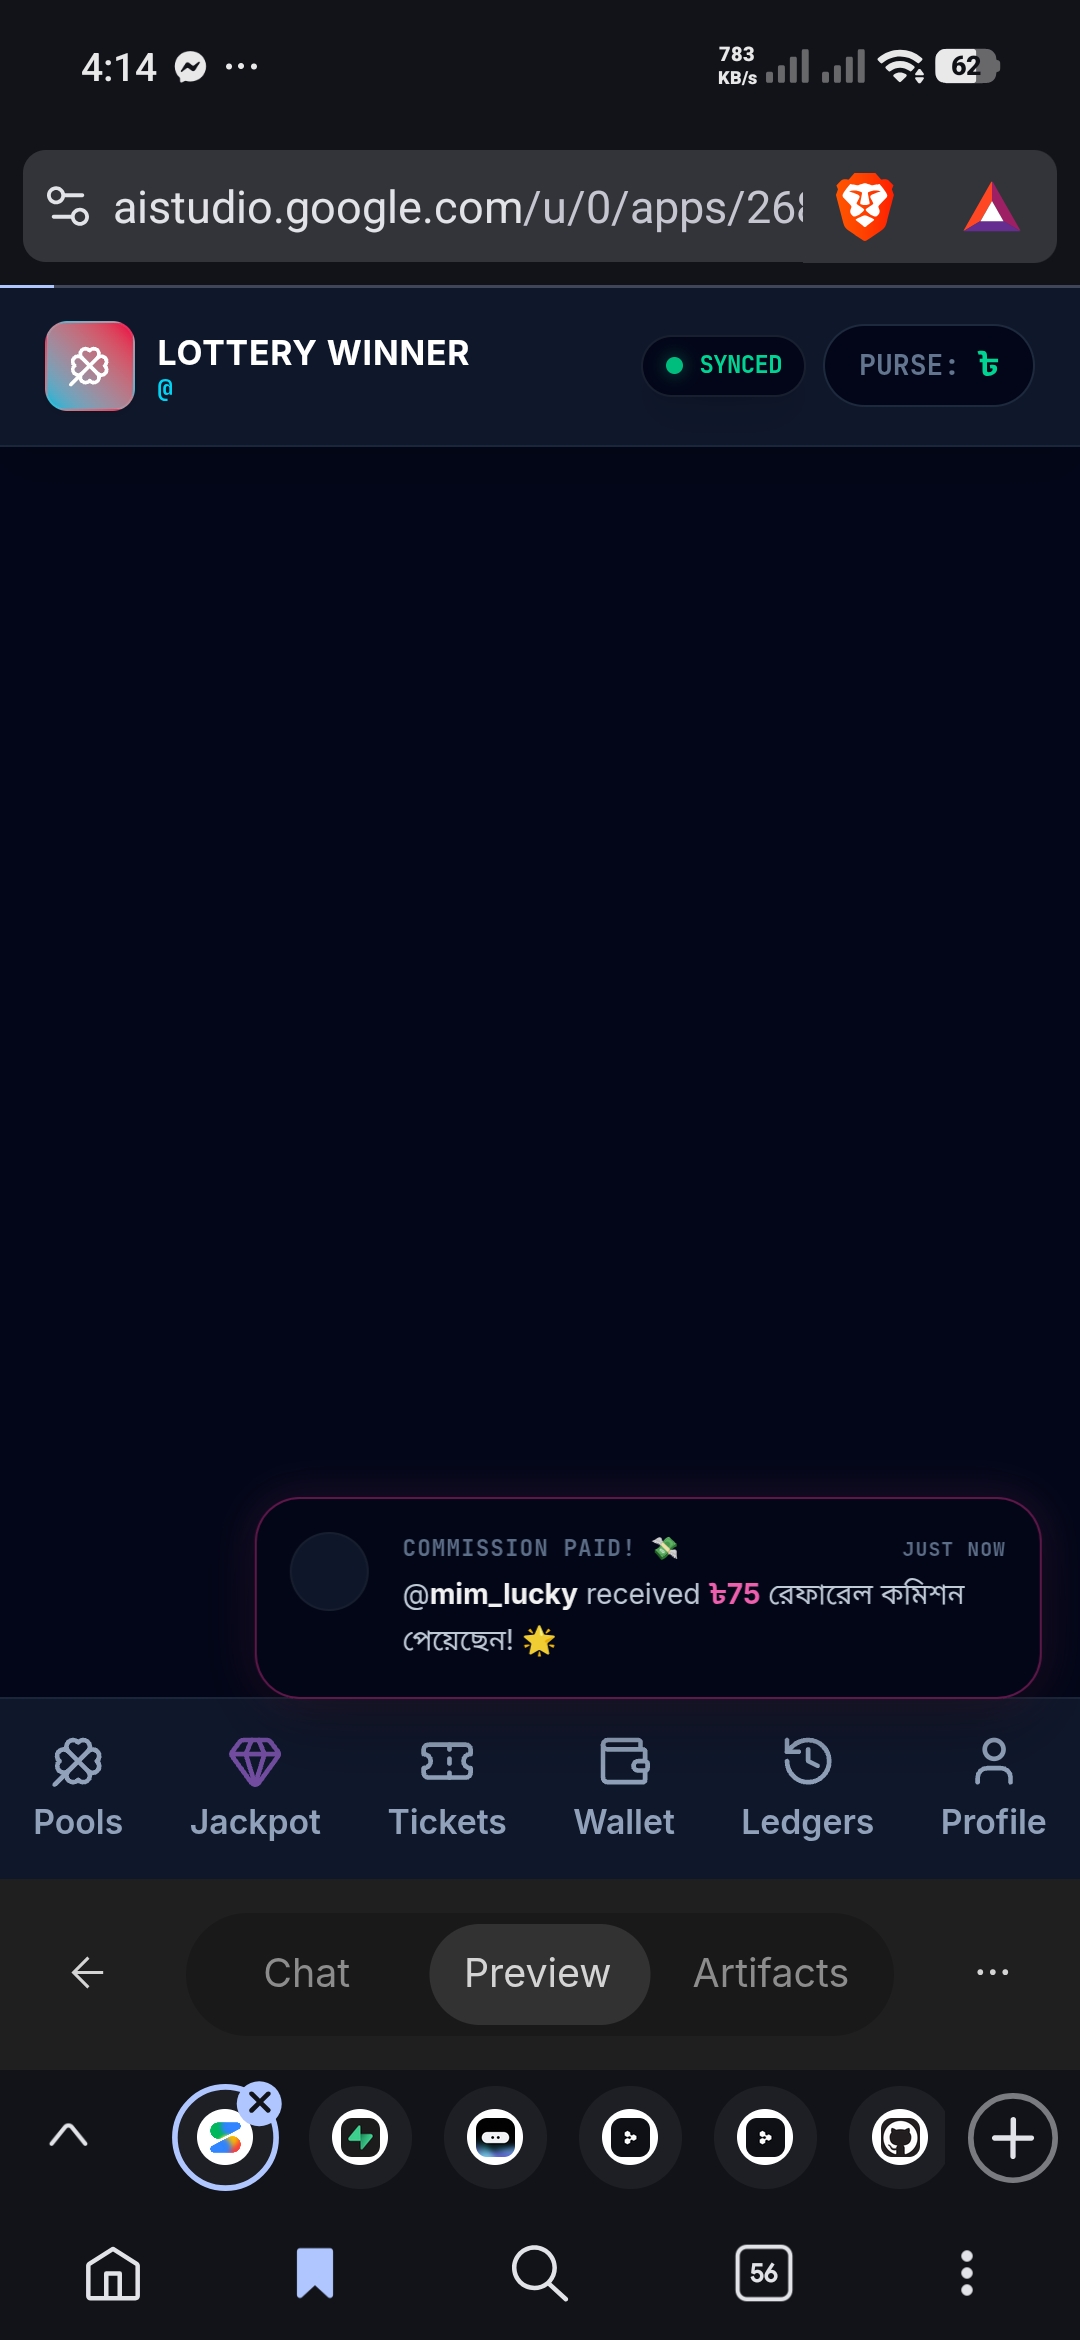 4:14
783
KB/s
62
aistudio.google.com/u/0/apps/268
LOTTERY WINNER
@
SYNCED
PURSE: ৳
COMMISSION PAID! 💸
JUST NOW
@mim_lucky received ৳75 রেফারেল কমিশন
পেয়েছেন! 🌟
Pools
Jackpot
Tickets
Wallet
Ledgers
Profile
Chat
Preview
Artifacts
56